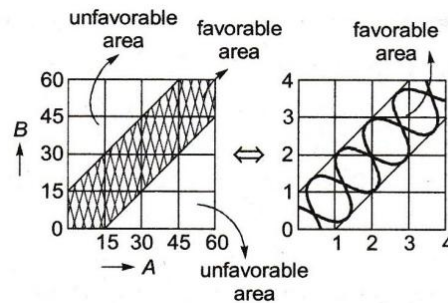 unfavorable
area
favorable
area
60
45
B
30
15
0
15 30 45 60
A
unfavorable
area
⇔
favorable
area
4
3
2
1
0
1 2 3 4